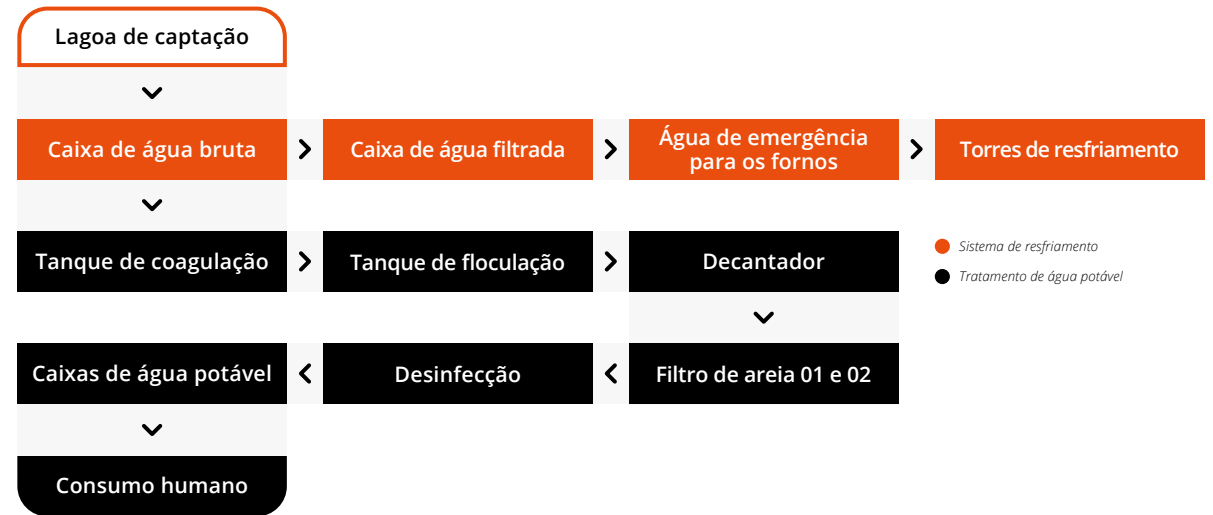 Lagoa de captação
Caixa de água bruta
Caixa de água filtrada
Água de emergência
para os fornos
Torres de resfriamento
Tanque de coagulação
Tanque de floculação
Decantador
Sistema de resfriamento
Tratamento de água potável
Caixas de água potável
Desinfecção
Filtro de areia 01 e 02
Consumo humano